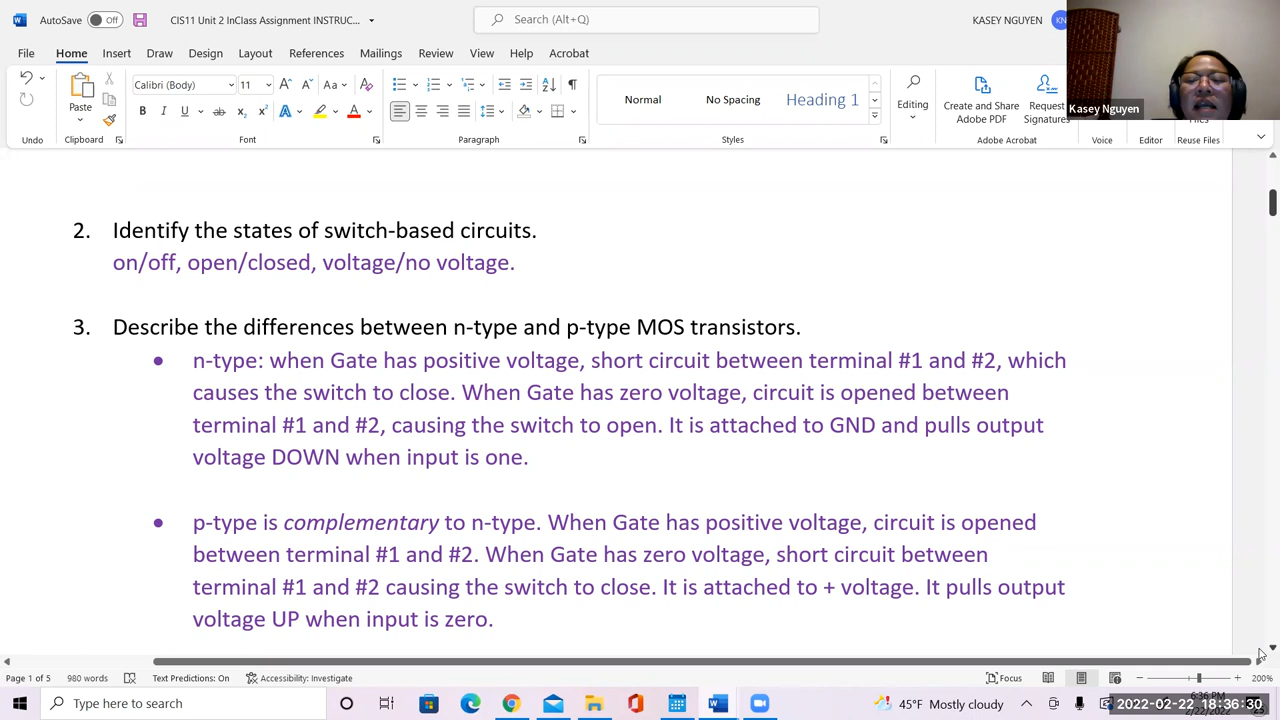 AutoSave Off CIS11 Unit 2 InClass Assignment INSTRUC... Search (Alt+Q) KASEY NGUYEN KN
File Home Insert Draw Design Layout References Mailings Review View Help Acrobat
Calibri (Body) 11 Aa
Paste
Normal No Spacing Heading 1
Editing
Create and Share Adobe PDF
Request Signatures
Kasey Nguyen
Files
Undo Clipboard Font Paragraph Styles Adobe Acrobat Voice Editor Reuse Files
2. Identify the states of switch-based circuits.
on/off, open/closed, voltage/no voltage.
3. Describe the differences between n-type and p-type MOS transistors.
• n-type: when Gate has positive voltage, short circuit between terminal #1 and #2, which
causes the switch to close. When Gate has zero voltage, circuit is opened between
terminal #1 and #2, causing the switch to open. It is attached to GND and pulls output
voltage DOWN when input is one.
• p-type is complementary to n-type. When Gate has positive voltage, circuit is opened
between terminal #1 and #2. When Gate has zero voltage, short circuit between
terminal #1 and #2 causing the switch to close. It is attached to + voltage. It pulls output
voltage UP when input is zero.
Page 1 of 5 980 words Text Predictions: On Accessibility: Investigate Focus 200%
Type here to search 45°F Mostly cloudy 6:36 PM
2022-02-22 18:36:30